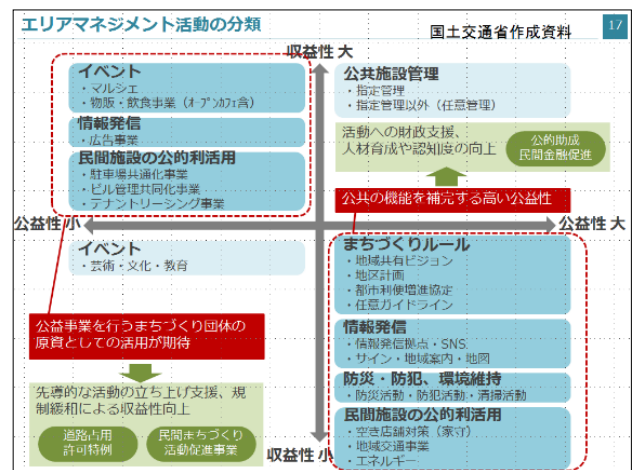 エリアマネジメント活動の分類
国土交通省作成資料
17
収益性 大
イベント
・マルシェ
・物販・飲食事業（オープンカフェ含）
情報発信
・広告事業
民間施設の公的利活用
・駐車場共通化事業
・ビル管理共同化事業
・テナントリーシング事業
公共施設管理
・指定管理
・指定管理以外（任意管理）
活動への財政支援、
人材育成や認知度の向上
公的助成
民間金融促進
公共の機能を補完する高い公益性
公益性 小
公益性 大
イベント
・芸術・文化・教育
公益事業を行うまちづくり団体の
原資としての活用が期待
先導的な活動の立ち上げ支援、規
制緩和による収益性向上
道路占用
許可特例
民間まちづくり
活動促進事業
まちづくりルール
・地域共有ビジョン
・地区計画
・都市利便増進協定
・任意ガイドライン
情報発信
・情報発信拠点・SNS
・サイン・地域案内・地図
防災・防犯、環境維持
・防災活動・防犯活動・清掃活動
民間施設の公的利活用
・空き店舗対策（家守）
・地域交通事業
・エネルギー
収益性 小